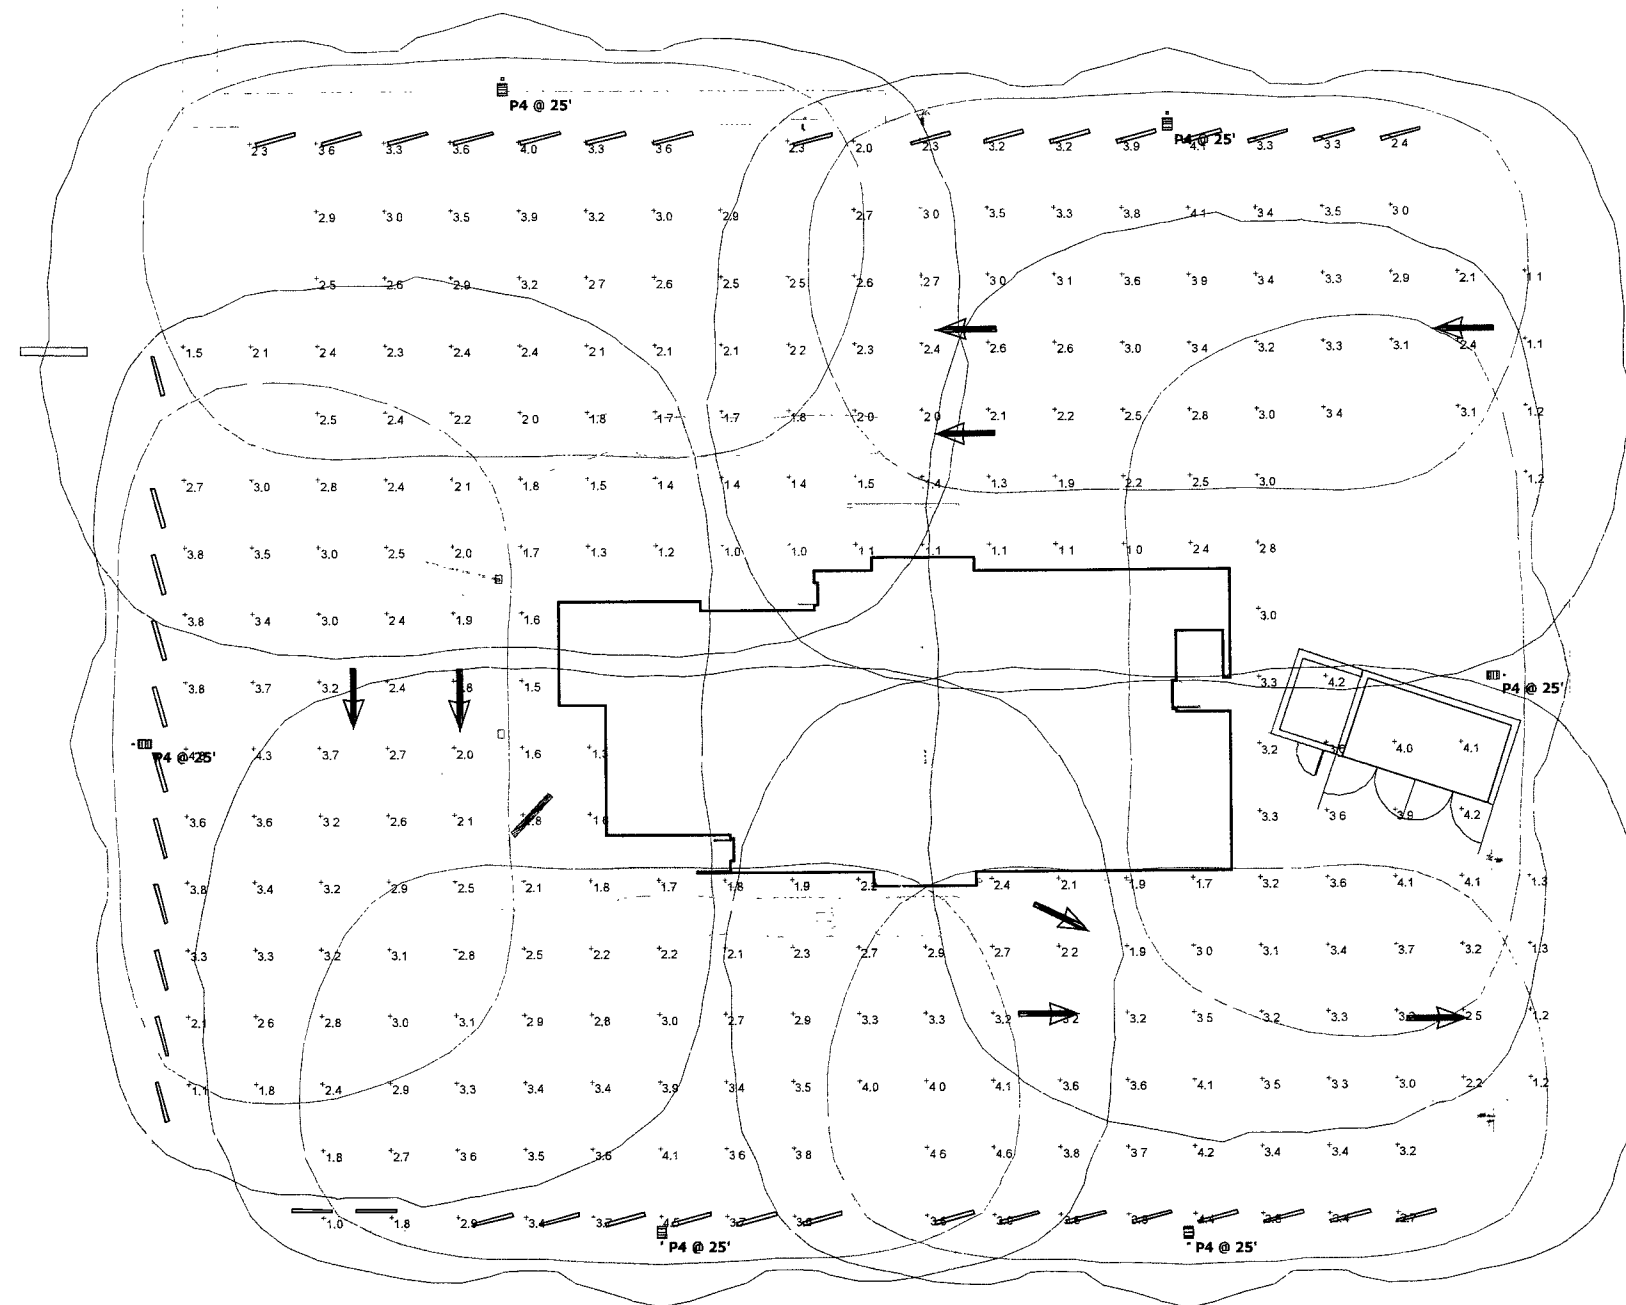 P4 @ 25'
P4 @ 25'
2.3 3.6 3.3 3.6 4.0 3.3 3.6 2.3 2.0 2.3 3.2 3.2 3.9 4.1 3.3 3.3 2.4
2.9 3.0 3.5 3.9 3.2 3.0 2.9 2.7 3.0 3.5 3.3 3.8 4.1 3.4 3.5 3.0
2.5 2.6 2.9 3.2 2.7 2.6 2.5 2.5 2.6 2.7 3.0 3.1 3.6 3.9 3.4 3.3 2.9 2.1 1.1
1.5 2.1 2.4 2.3 2.4 2.4 2.1 2.1 2.1 2.2 2.3 2.4 2.6 2.6 3.0 3.4 3.2 3.3 3.1 2.4 1.1
2.5 2.4 2.2 2.0 1.8 1.7 1.7 1.8 2.0 2.0 2.1 2.2 2.5 2.8 3.0 3.4 3.1 1.2
2.7 3.0 2.8 2.4 2.1 1.8 1.5 1.4 1.4 1.4 1.5 1.4 1.3 1.9 2.2 2.5 3.0 1.2
3.8 3.5 3.0 2.5 2.0 1.7 1.3 1.2 1.0 1.0 1.1 1.1 1.1 1.1 1.0 2.4 2.8
3.8 3.4 3.0 2.4 1.9 1.6 3.0
3.8 3.7 3.2 2.4 1.5 3.3 4.2
P4 @ 25'
P4 @ 25'
4.3 3.7 2.7 2.0 1.6 1.3 3.2 4.0 4.1
3.6 3.6 3.2 2.6 2.1 1.8 3.3 3.6 3.9 4.2
3.8 3.4 3.2 2.9 2.5 2.1 1.8 1.7 1.8 1.9 2.4 2.1 1.9 1.7 3.2 3.6 4.1 4.1 1.3
3.3 3.3 3.2 3.1 2.8 2.5 2.2 2.2 2.1 2.3 2.7 2.9 2.7 2.2 1.9 3.0 3.1 3.4 3.7 3.2 1.3
2.1 2.6 2.8 3.0 3.1 2.9 2.8 3.0 2.7 2.9 3.3 3.3 3.2 3.2 3.2 3.5 3.2 3.3 2.5 1.2
1.1 1.8 2.4 2.9 3.3 3.4 3.4 3.9 3.4 3.5 4.0 4.0 4.1 3.6 3.6 4.1 3.5 3.3 3.0 2.2 1.2
1.8 2.7 3.6 3.5 3.6 4.1 3.6 3.8 4.6 4.6 3.8 3.7 4.2 3.4 3.4 3.2
1.0 1.8 2.9 3.4
P4 @ 25'
P4 @ 25'